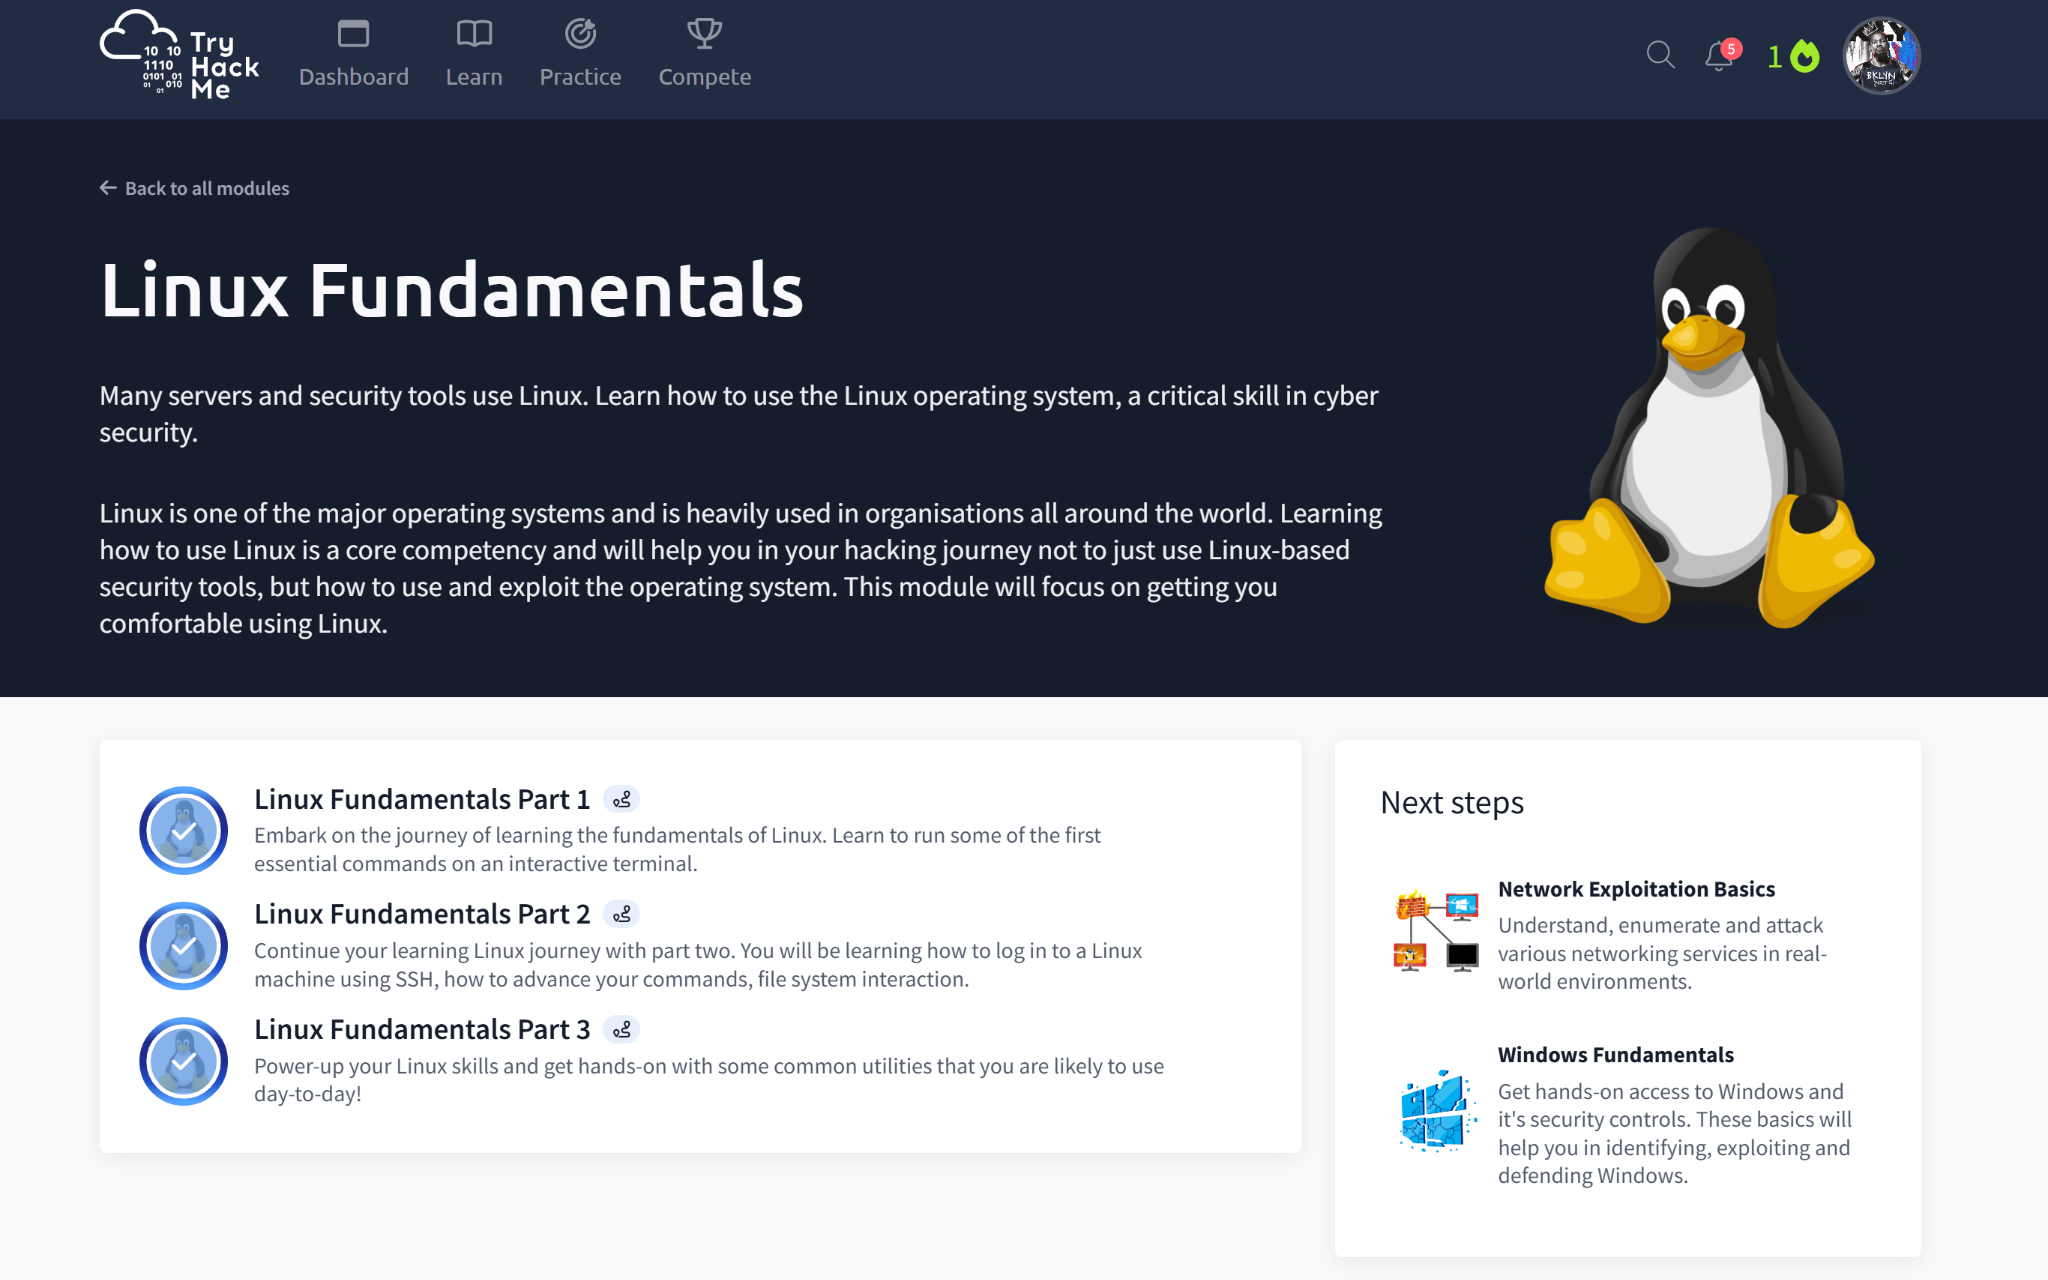 10 10
1110
0101 01
01 010
01
Try
Hack
Me
Dashboard
Learn
Practice
Compete
5
1
BKLYN
Back to all modules
Linux Fundamentals
Many servers and security tools use Linux. Learn how to use the Linux operating system, a critical skill in cyber
security.
Linux is one of the major operating systems and is heavily used in organisations all around the world. Learning
how to use Linux is a core competency and will help you in your hacking journey not to just use Linux-based
security tools, but how to use and exploit the operating system. This module will focus on getting you
comfortable using Linux.
Linux Fundamentals Part 1
Embark on the journey of learning the fundamentals of Linux. Learn to run some of the first
essential commands on an interactive terminal.
Linux Fundamentals Part 2
Continue your learning Linux journey with part two. You will be learning how to log in to a Linux
machine using SSH, how to advance your commands, file system interaction.
Linux Fundamentals Part 3
Power-up your Linux skills and get hands-on with some common utilities that you are likely to use
day-to-day!
Next steps
Network Exploitation Basics
Understand, enumerate and attack
various networking services in real-
world environments.
Windows Fundamentals
Get hands-on access to Windows and
it's security controls. These basics will
help you in identifying, exploiting and
defending Windows.